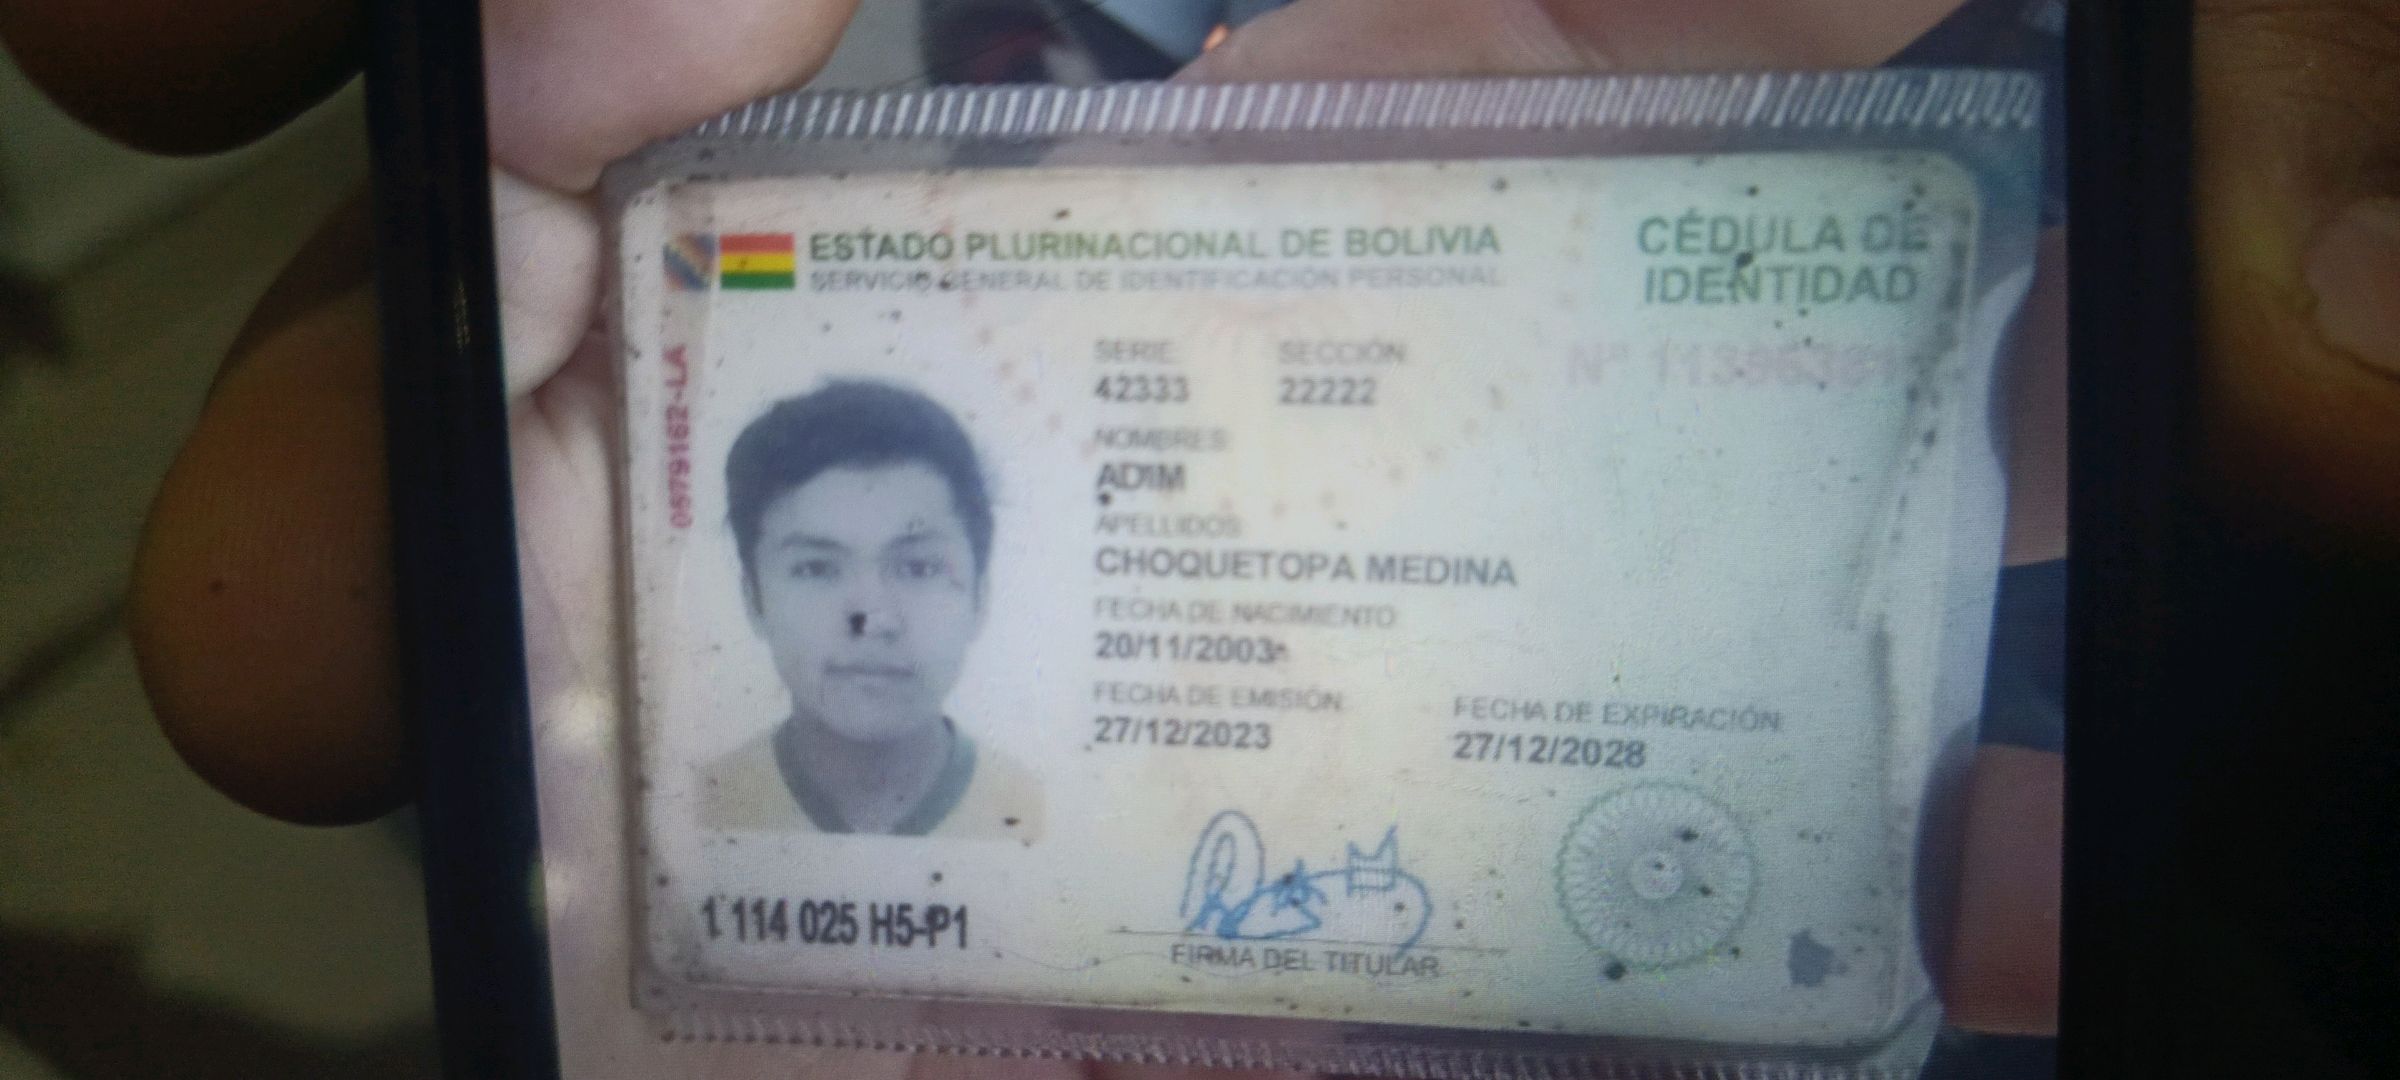 ESTADO PLURINACIONAL DE BOLIVIA
SERVICIO GENERAL DE IDENTIFICACIÓN PERSONAL
CÉDULA DE
IDENTIDAD
Nº
0579162-LA
SERIE SECCIÓN
42333 22222
NOMBRES
ADIM
APELLIDOS
CHOQUETOPA MEDINA
FECHA DE NACIMIENTO
20/11/2003
FECHA DE EMISIÓN FECHA DE EXPIRACIÓN
27/12/2023 27/12/2028
1 114 025 H5-P1
FIRMA DEL TITULAR